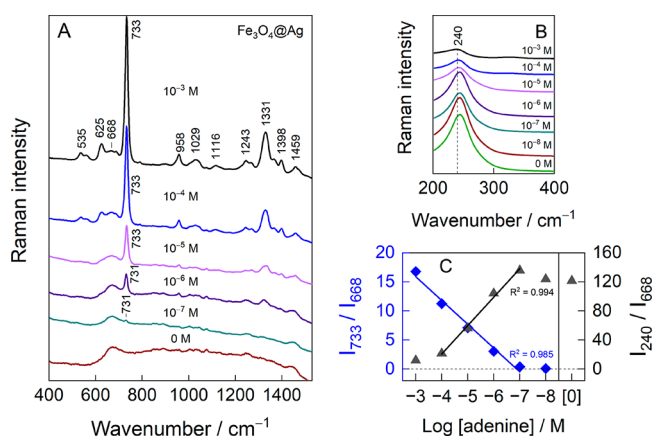 A
Fe₃O₄@Ag
733
10⁻³ M
535
625
668
958
1029
1116
1243
1331
1398
1459
733
10⁻⁴ M
733
10⁻⁵ M
731
10⁻⁶ M
731
10⁻⁷ M
0 M
400 600 800 1000 1200 1400
Wavenumber / cm⁻¹
Raman intensity
B
240
10⁻³ M
10⁻⁴ M
10⁻⁵ M
10⁻⁶ M
10⁻⁷ M
10⁻⁸ M
0 M
200 300 400
Wavenumber / cm⁻¹
Raman intensity
C
20
15
10
5
0
I₇₃₃ / I₆₆₈
160
120
80
40
0
I₂₄₀ / I₆₆₈
R² = 0.994
R² = 0.985
−3 −4 −5 −6 −7 −8 [0]
Log [adenine] / M